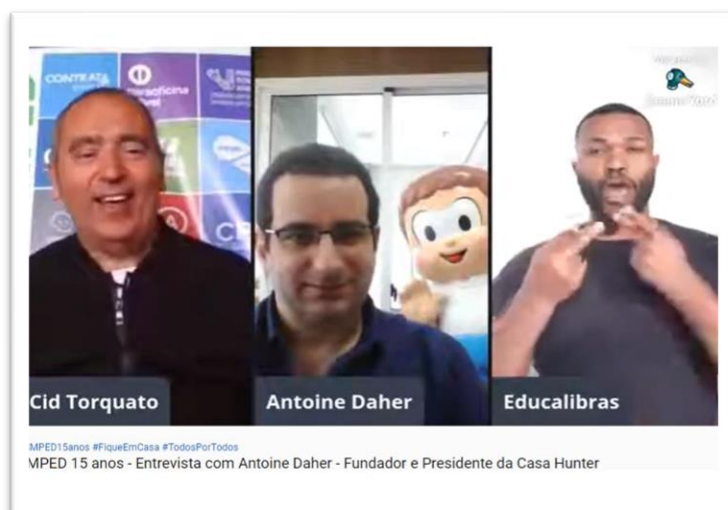 CONTRATA
Cid Torquato
Antoine Daher
Educalibras
MPED15anos #FiqueEmCasa #TodosPorTodos
MPED 15 anos - Entrevista com Antoine Daher - Fundador e Presidente da Casa Hunter